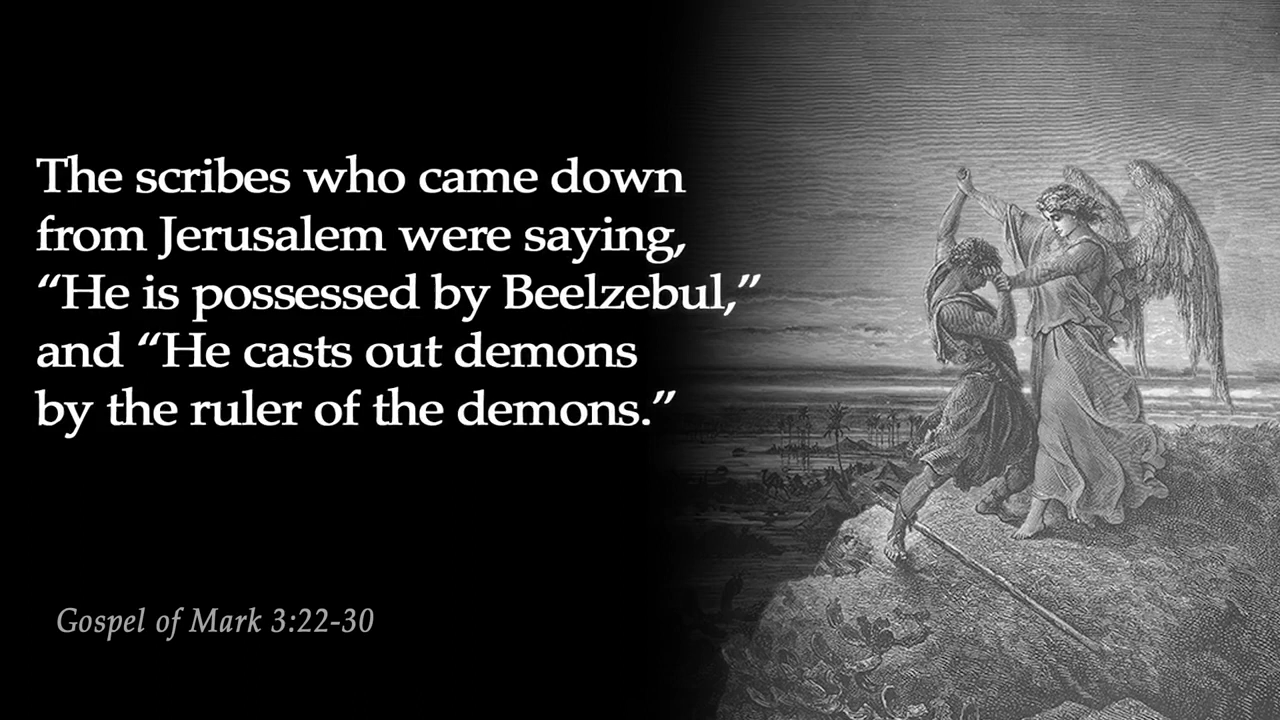 The scribes who came down
from Jerusalem were saying,
“He is possessed by Beelzebul,”
and “He casts out demons
by the ruler of the demons.”
Gospel of Mark 3:22-30